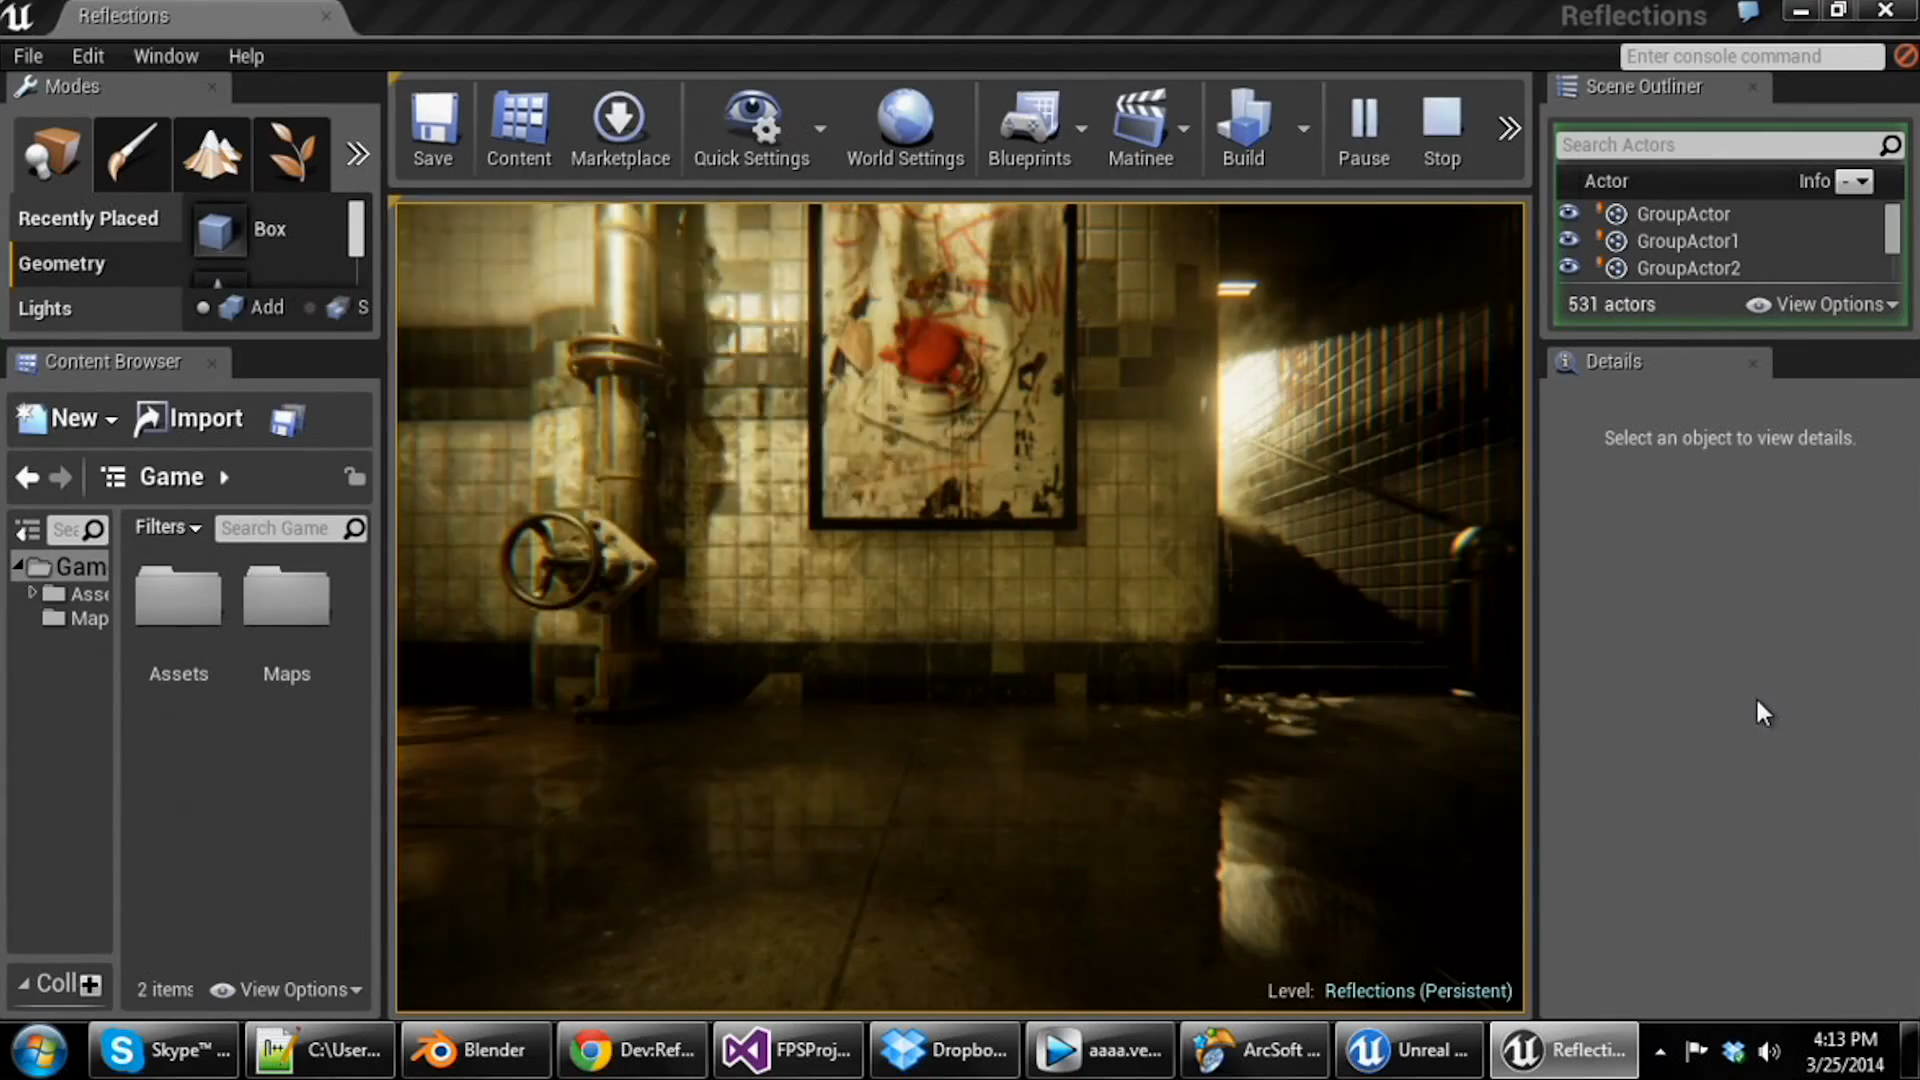 Reflections
Reflections
File Edit Window Help
Enter console command
Modes
Scene Outliner
Save Content Marketplace Quick Settings World Settings Blueprints Matinee Build Pause Stop
Search Actors
Actor Info -
Recently Placed
Box
Geometry
Lights
Add S
GroupActor
GroupActor1
GroupActor2
531 actors View Options
Content Browser
Details
Select an object to view details.
New Import
Game
Sea
Filters Search Game
Gam
Asse
Map
Assets Maps
Coll
2 items View Options
Level: Reflections (Persistent)
Skype™ ... C:\User... Blender Dev:Ref... FPSProj... Dropbo... aaaa.ve... ArcSoft ... Unreal ... Reflecti...
4:13 PM
3/25/2014